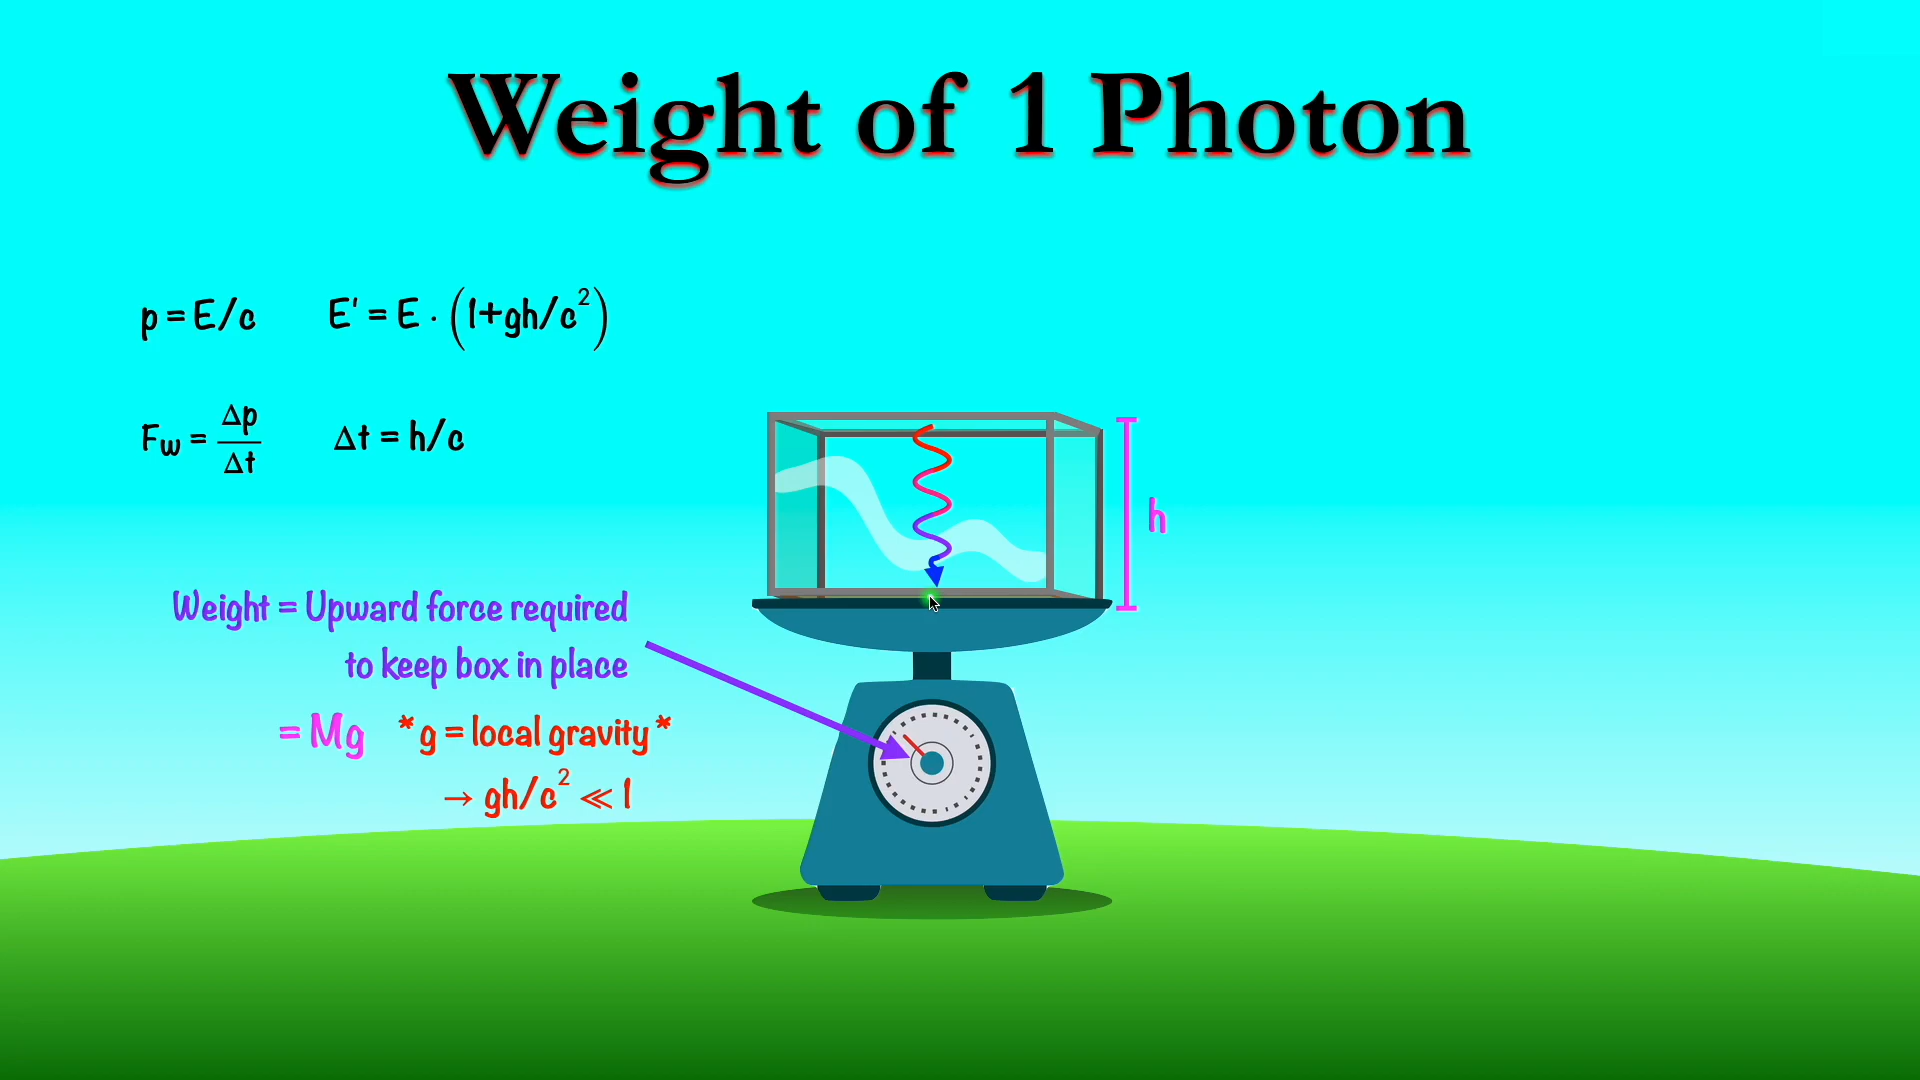 Weight of 1 Photon
p = E/c E' = E · (1+gh/c²)
F_w = Δp/Δt Δt = h/c
h
Weight = Upward force required
to keep box in place
= Mg *g = local gravity*
→ gh/c² ≪ 1